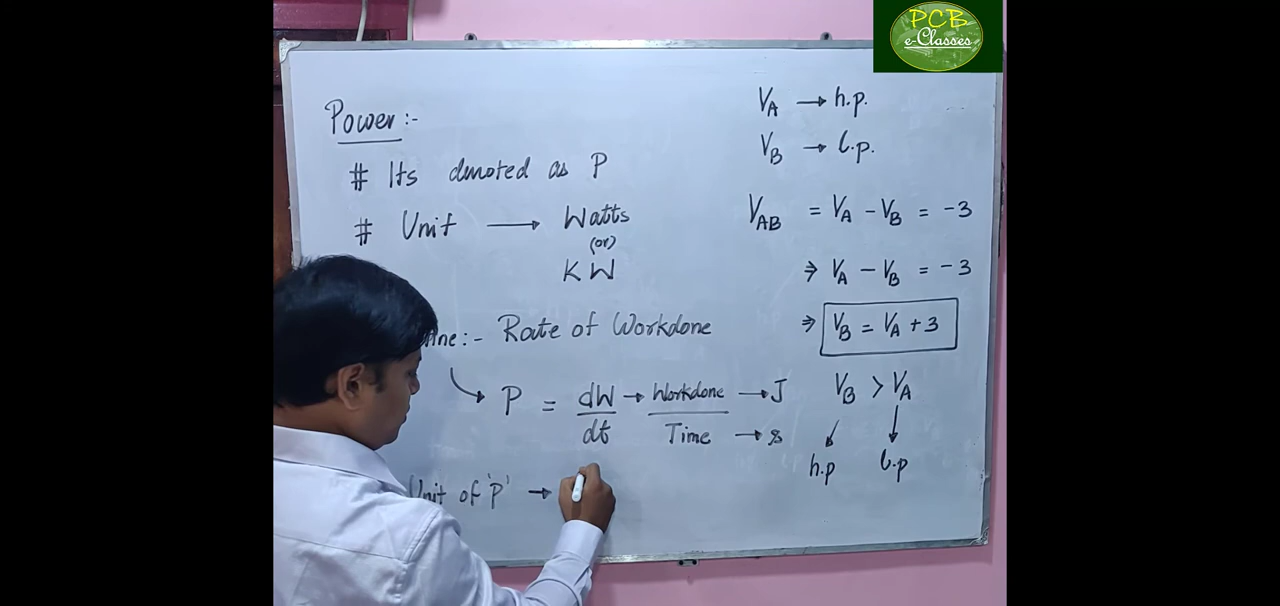 PCB
e-Classes
Power :-
# Its denoted as P
# Unit → Watts
(or)
KW
:- Rate of Workdone
P = dW/dt → Workdone/Time → J
→ s
Unit of 'P' →
V_A → h.p.
V_B → l.p.
V_AB = V_A - V_B = -3
⇒ V_A - V_B = -3
⇒ V_B = V_A + 3
V_B > V_A
h.p l.p